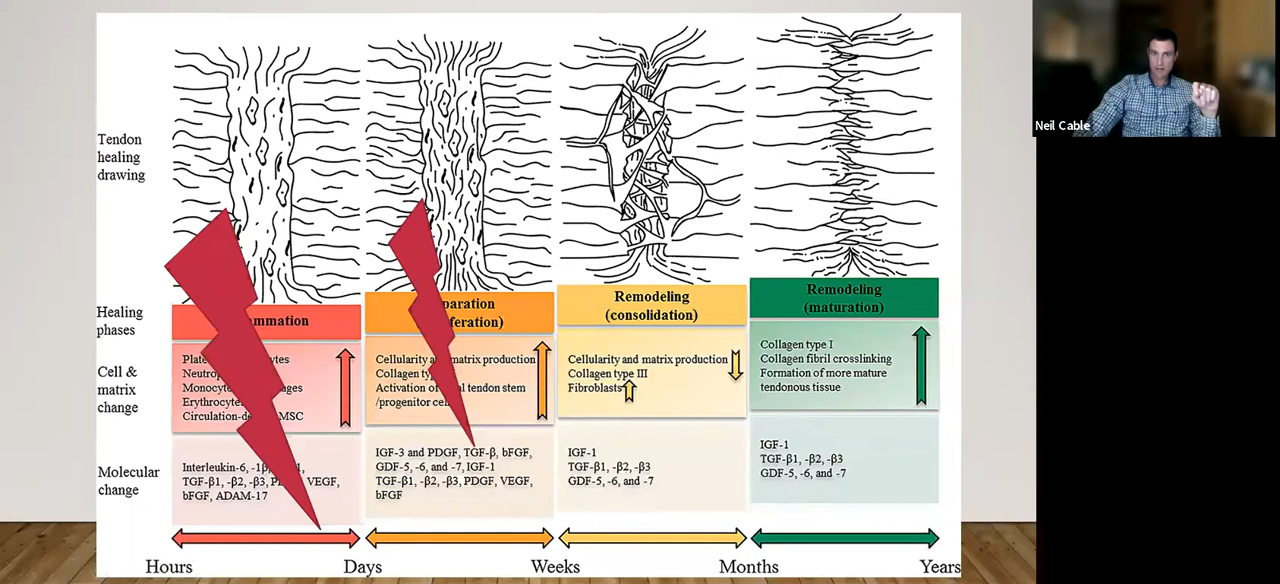 Neil Cable
Tendon
healing
drawing
Healing
phases
mmation
paration
feration)
Remodeling
(consolidation)
Remodeling
(maturation)
Cell &
matrix
change
Plate ytes
Neutrop
Monocyt ages
Erythrocyte
Circulation-de MSC
Cellularity a matrix production
Collagen typ
Activation of l tendon stem
/progenitor cel
Cellularity and matrix production
Collagen type III
Fibroblasts
Collagen type I
Collagen fibril crosslinking
Formation of more mature
tendonous tissue
Molecular
change
Interleukin-6, -1β,
TGF-β1, -β2, -β3, VEGF,
bFGF, ADAM-17
IGF-3 and PDGF, TGF-β, bFGF,
GDF-5, -6, and -7, IGF-1
TGF-β1, -β2, -β3, PDGF, VEGF,
bFGF
IGF-1
TGF-β1, -β2, -β3
GDF-5, -6, and -7
IGF-1
TGF-β1, -β2, -β3
GDF-5, -6, and -7
Hours
Days
Weeks
Months
Years